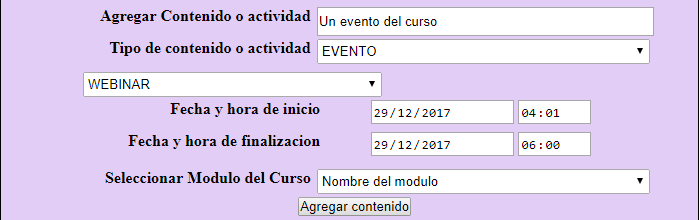 Agregar Contenido o actividad Un evento del curso
Tipo de contenido o actividad EVENTO
WEBINAR
Fecha y hora de inicio 29/12/2017 04:01
Fecha y hora de finalizacion 29/12/2017 06:00
Seleccionar Modulo del Curso Nombre del modulo
Agregar contenido